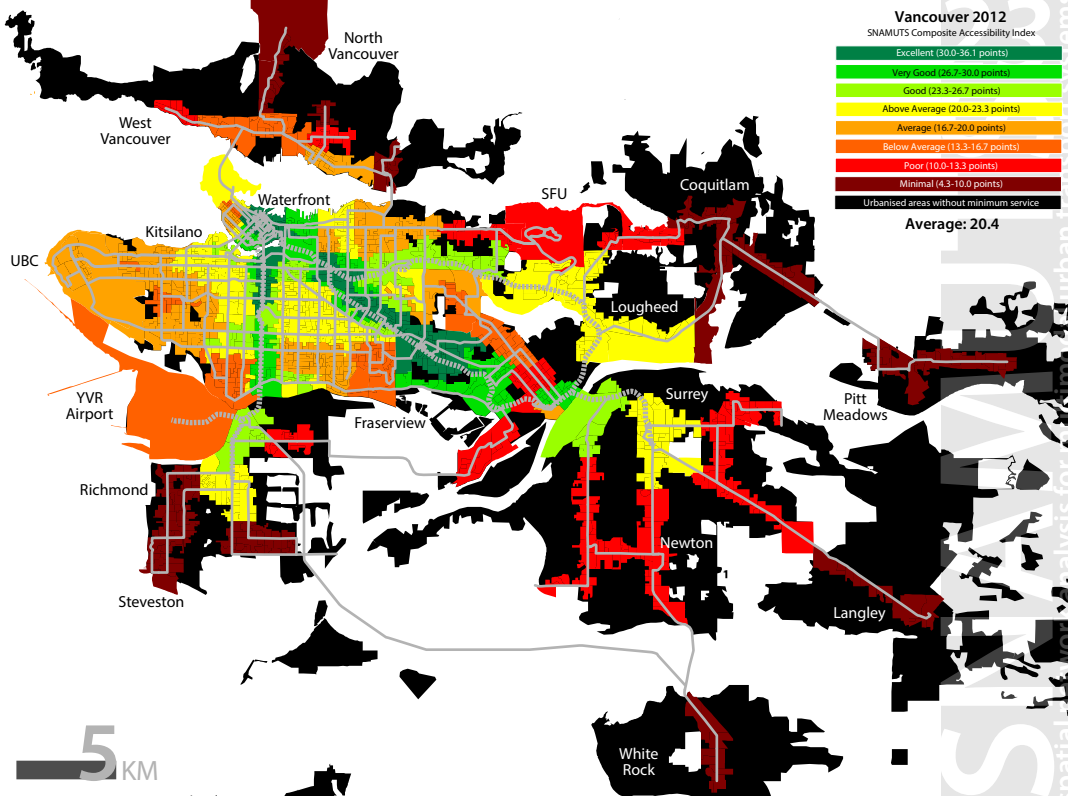 Vancouver 2012
SNAMUTS Composite Accessibility Index
Excellent (30.0-36.1 points)
Very Good (26.7-30.0 points)
Good (23.3-26.7 points)
Above Average (20.0-23.3 points)
Average (16.7-20.0 points)
Below Average (13.3-16.7 points)
Poor (10.0-13.3 points)
Minimal (4.3-10.0 points)
Urbanised areas without minimum service
Average: 20.4
North
Vancouver
West
Vancouver
Waterfront
SFU
Coquitlam
Kitsilano
UBC
Lougheed
YVR
Airport
Fraserview
Surrey
Pitt
Meadows
Richmond
Newton
Steveston
Langley
White
Rock
5 KM
SNAMUTS